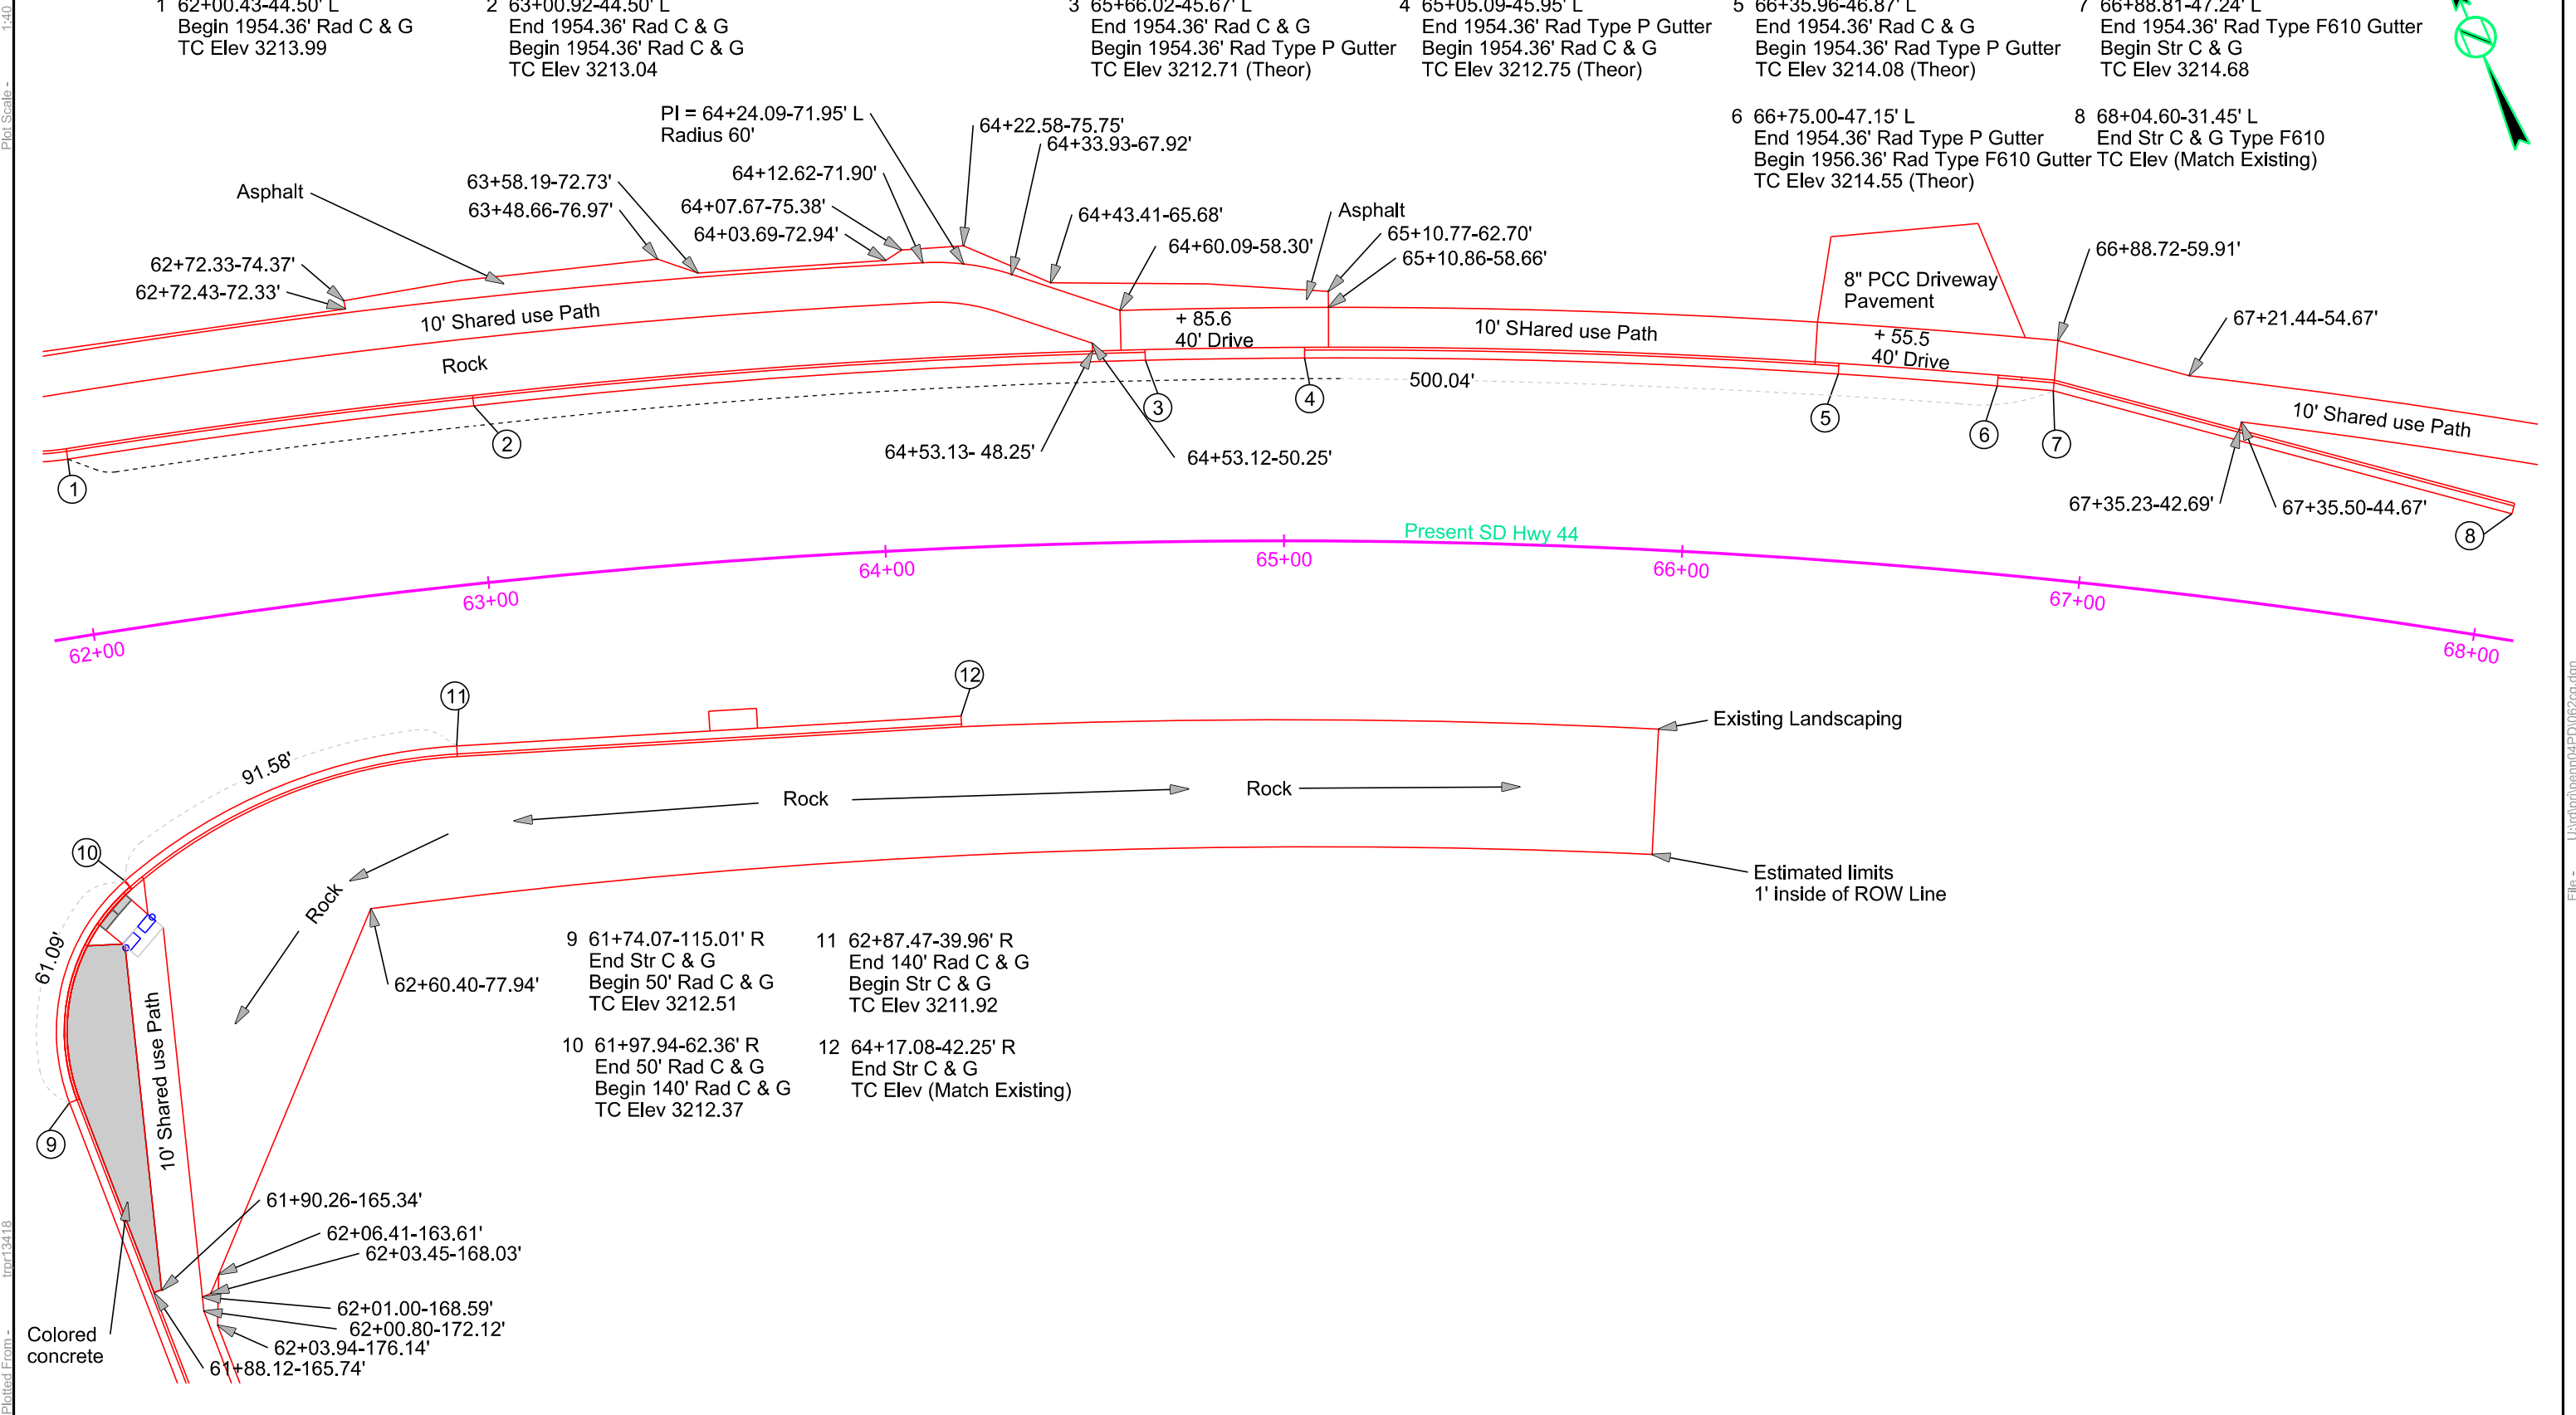 1 62+00.43-44.50' L
Begin 1954.36' Rad C & G
TC Elev 3213.99
2 63+00.92-44.50' L
End 1954.36' Rad C & G
Begin 1954.36' Rad C & G
TC Elev 3213.04
3 65+66.02-45.67' L
End 1954.36' Rad C & G
Begin 1954.36' Rad Type P Gutter
TC Elev 3212.71 (Theor)
4 65+05.09-45.95' L
End 1954.36' Rad Type P Gutter
Begin 1954.36' Rad C & G
TC Elev 3212.75 (Theor)
5 66+35.96-46.87' L
End 1954.36' Rad C & G
Begin 1954.36' Rad Type P Gutter
TC Elev 3214.08 (Theor)
7 66+88.81-47.24' L
End 1954.36' Rad Type F610 Gutter
Begin Str C & G
TC Elev 3214.68
6 66+75.00-47.15' L
End 1954.36' Rad Type P Gutter
Begin 1956.36' Rad Type F610 Gutter
TC Elev 3214.55 (Theor)
8 68+04.60-31.45' L
End Str C & G Type F610
TC Elev (Match Existing)
PI = 64+24.09-71.95' L
Radius 60'
64+22.58-75.75'
64+33.93-67.92'
64+12.62-71.90'
63+58.19-72.73'
63+48.66-76.97'
64+07.67-75.38'
64+03.69-72.94'
Asphalt
62+72.33-74.37'
62+72.43-72.33'
64+43.41-65.68'
64+60.09-58.30'
Asphalt
65+10.77-62.70'
65+10.86-58.66'
66+88.72-59.91'
8" PCC Driveway
Pavement
67+21.44-54.67'
10' Shared use Path
Rock
+ 85.6
40' Drive
10' SHared use Path
+ 55.5
40' Drive
10' Shared use Path
500.04'
1
2
3
4
5
6
7
8
64+53.13- 48.25'
64+53.12-50.25'
67+35.23-42.69'
67+35.50-44.67'
Present SD Hwy 44
62+00
63+00
64+00
65+00
66+00
67+00
68+00
11
12
91.58'
Existing Landscaping
Rock
Rock
10
Rock
Estimated limits
1' inside of ROW Line
61.09'
62+60.40-77.94'
9 61+74.07-115.01' R
End Str C & G
Begin 50' Rad C & G
TC Elev 3212.51
11 62+87.47-39.96' R
End 140' Rad C & G
Begin Str C & G
TC Elev 3211.92
10 61+97.94-62.36' R
End 50' Rad C & G
Begin 140' Rad C & G
TC Elev 3212.37
12 64+17.08-42.25' R
End Str C & G
TC Elev (Match Existing)
10' Shared use Path
9
61+90.26-165.34'
62+06.41-163.61'
62+03.45-168.03'
62+01.00-168.59'
62+00.80-172.12'
62+03.94-176.14'
61+88.12-165.74'
Colored
concrete
Plot Scale - 1:40
Plotted From - trpr13418
File -